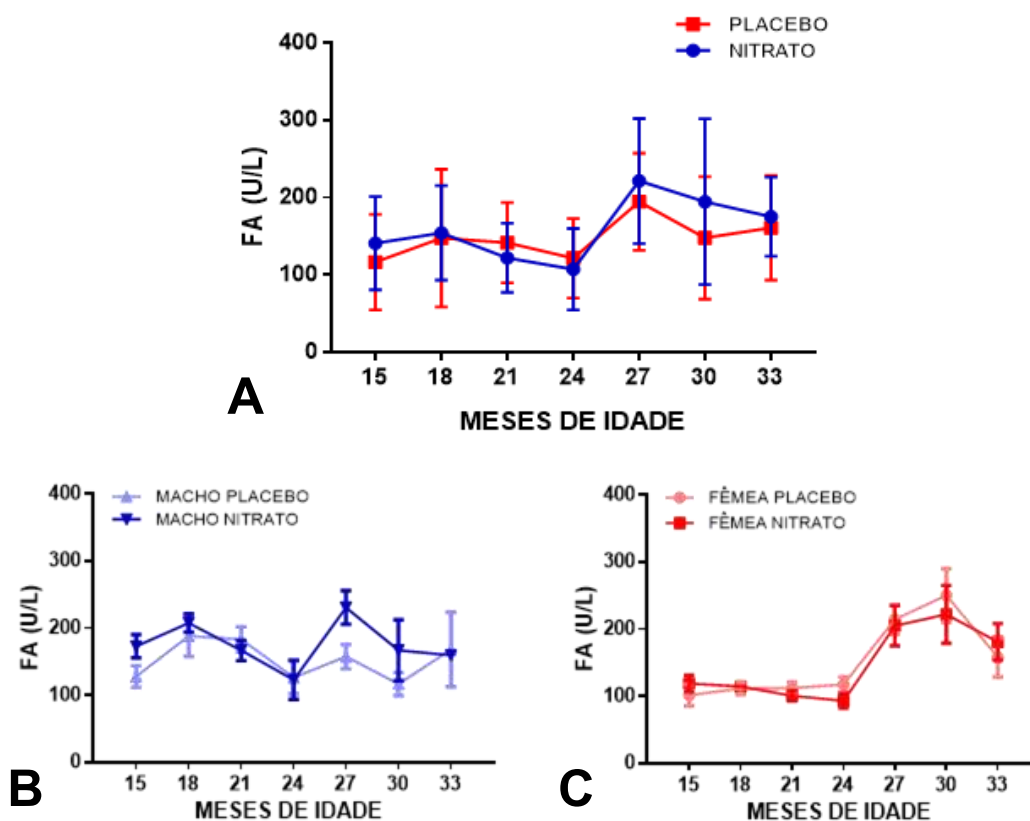 PLACEBO
NITRATO
400
300
200
100
0
FA (U/L)
15 18 21 24 27 30 33
MESES DE IDADE
A
MACHO PLACEBO
MACHO NITRATO
400
300
200
100
0
FA (U/L)
15 18 21 24 27 30 33
MESES DE IDADE
B
FÊMEA PLACEBO
FÊMEA NITRATO
400
300
200
100
0
FA (U/L)
15 18 21 24 27 30 33
MESES DE IDADE
C